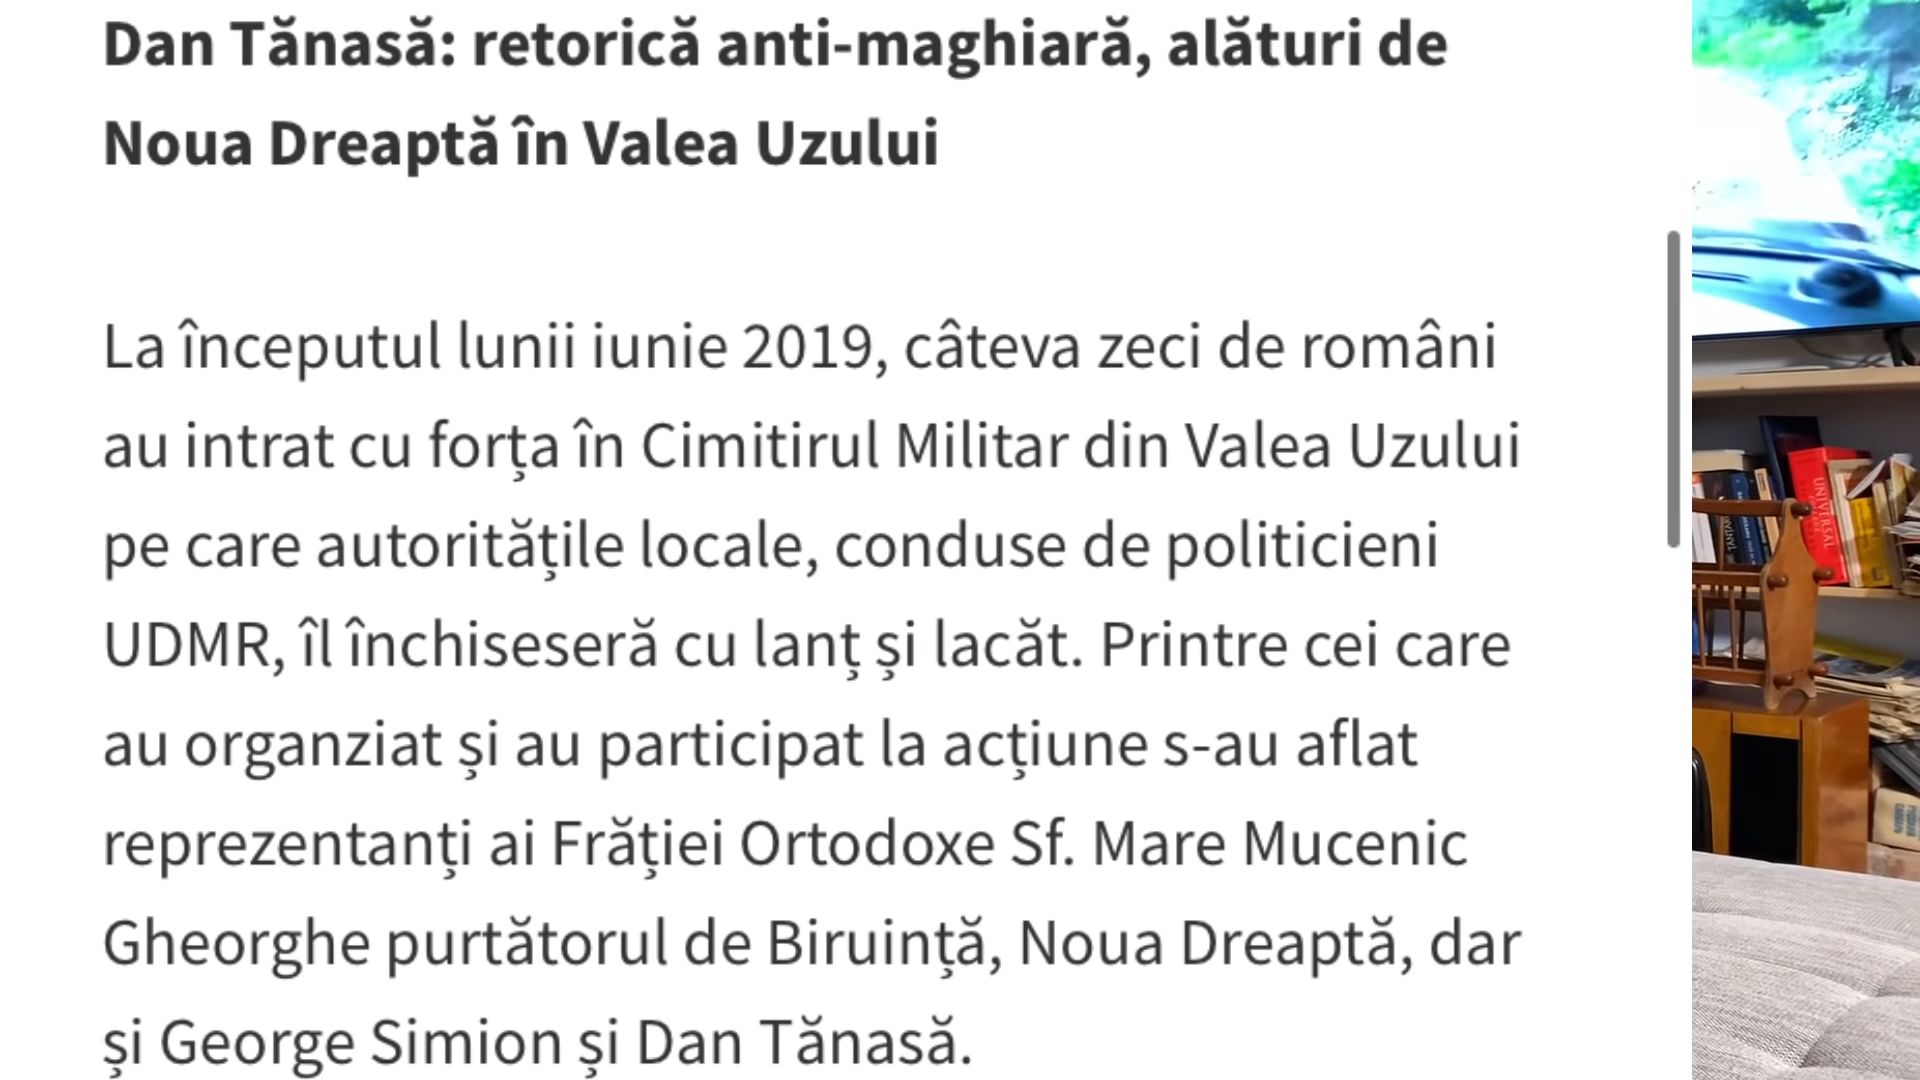 Dan Tănasă: retorică anti-maghiară, alături de
Noua Dreaptă în Valea Uzului
La începutul lunii iunie 2019, câteva zeci de români
au intrat cu forța în Cimitirul Militar din Valea Uzului
pe care autoritățile locale, conduse de politicieni
UDMR, îl închiseseră cu lanț și lacăt. Printre cei care
au organziat și au participat la acțiune s-au aflat
reprezentanți ai Frăției Ortodoxe Sf. Mare Mucenic
Gheorghe purtătorul de Biruință, Noua Dreaptă, dar
și George Simion și Dan Tănasă.
UNIVERSAL